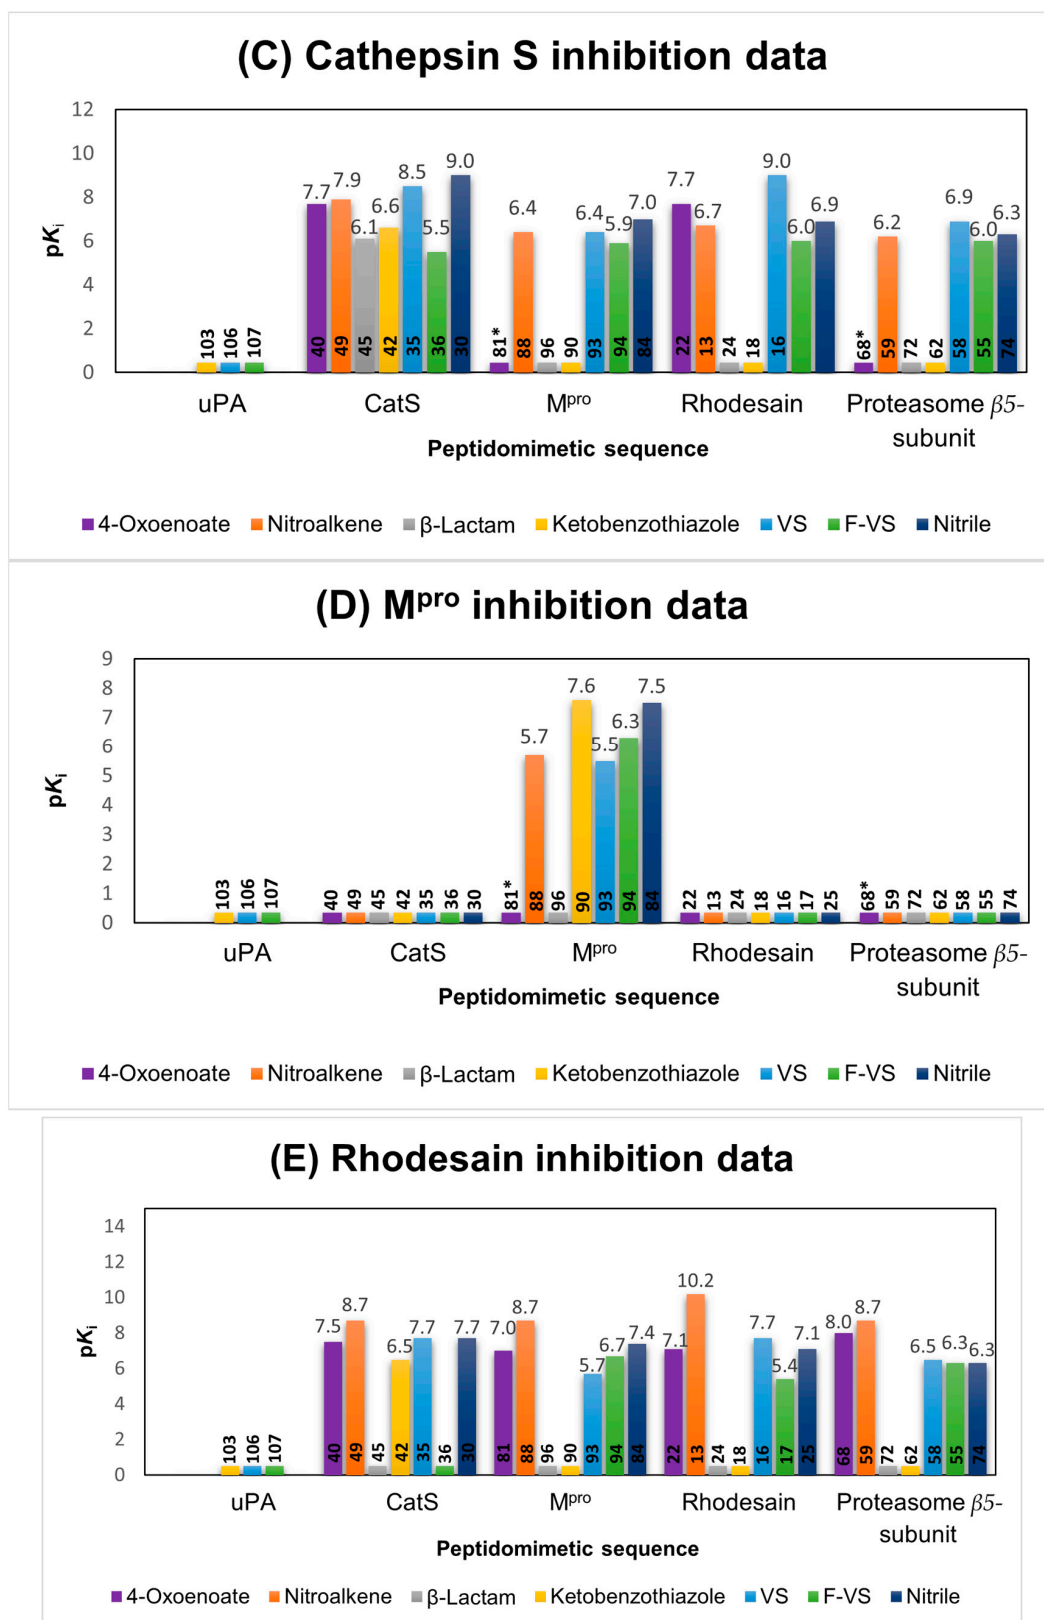 (C) Cathepsin S inhibition data
12
10
8
6
4
2
0
pKi
103 106 107
7.7 7.9 6.1 6.6 8.5 5.5 9.0
40 49 45 42 35 36 30
6.4 6.4 5.9 7.0
81* 88 96 90 93 94 84
7.7 6.7 9.0 6.0 6.9
22 13 24 18 16
6.2 6.9 6.0 6.3
68* 59 72 62 58 55 74
uPA CatS Mpro Rhodesain Proteasome β5-
subunit
Peptidomimetic sequence
4-Oxoenoate Nitroalkene β-Lactam Ketobenzothiazole VS F-VS Nitrile
(D) Mpro inhibition data
9
8
7
6
5
4
3
2
1
0
pKi
103 106 107
40 49 45 42 35 36 30
5.7 7.6 5.5 6.3 7.5
81* 88 96 90 93 94 84
22 13 24 18 16 17 25
68* 59 72 62 58 55 74
uPA CatS Mpro Rhodesain Proteasome β5-
subunit
Peptidomimetic sequence
4-Oxoenoate Nitroalkene β-Lactam Ketobenzothiazole VS F-VS Nitrile
(E) Rhodesain inhibition data
14
12
10
8
6
4
2
0
pKi
103 106 107
7.5 8.7 6.5 7.7 7.7
40 49 45 42 35 36 30
7.0 8.7 5.7 6.7 7.4
81 88 96 90 93 94 84
7.1 10.2 7.7 5.4 7.1
22 13 24 18 16 17 25
8.0 8.7 6.5 6.3 6.3
68 59 72 62 58 55 74
uPA CatS Mpro Rhodesain Proteasome β5-
subunit
Peptidomimetic sequence
4-Oxoenoate Nitroalkene β-Lactam Ketobenzothiazole VS F-VS Nitrile